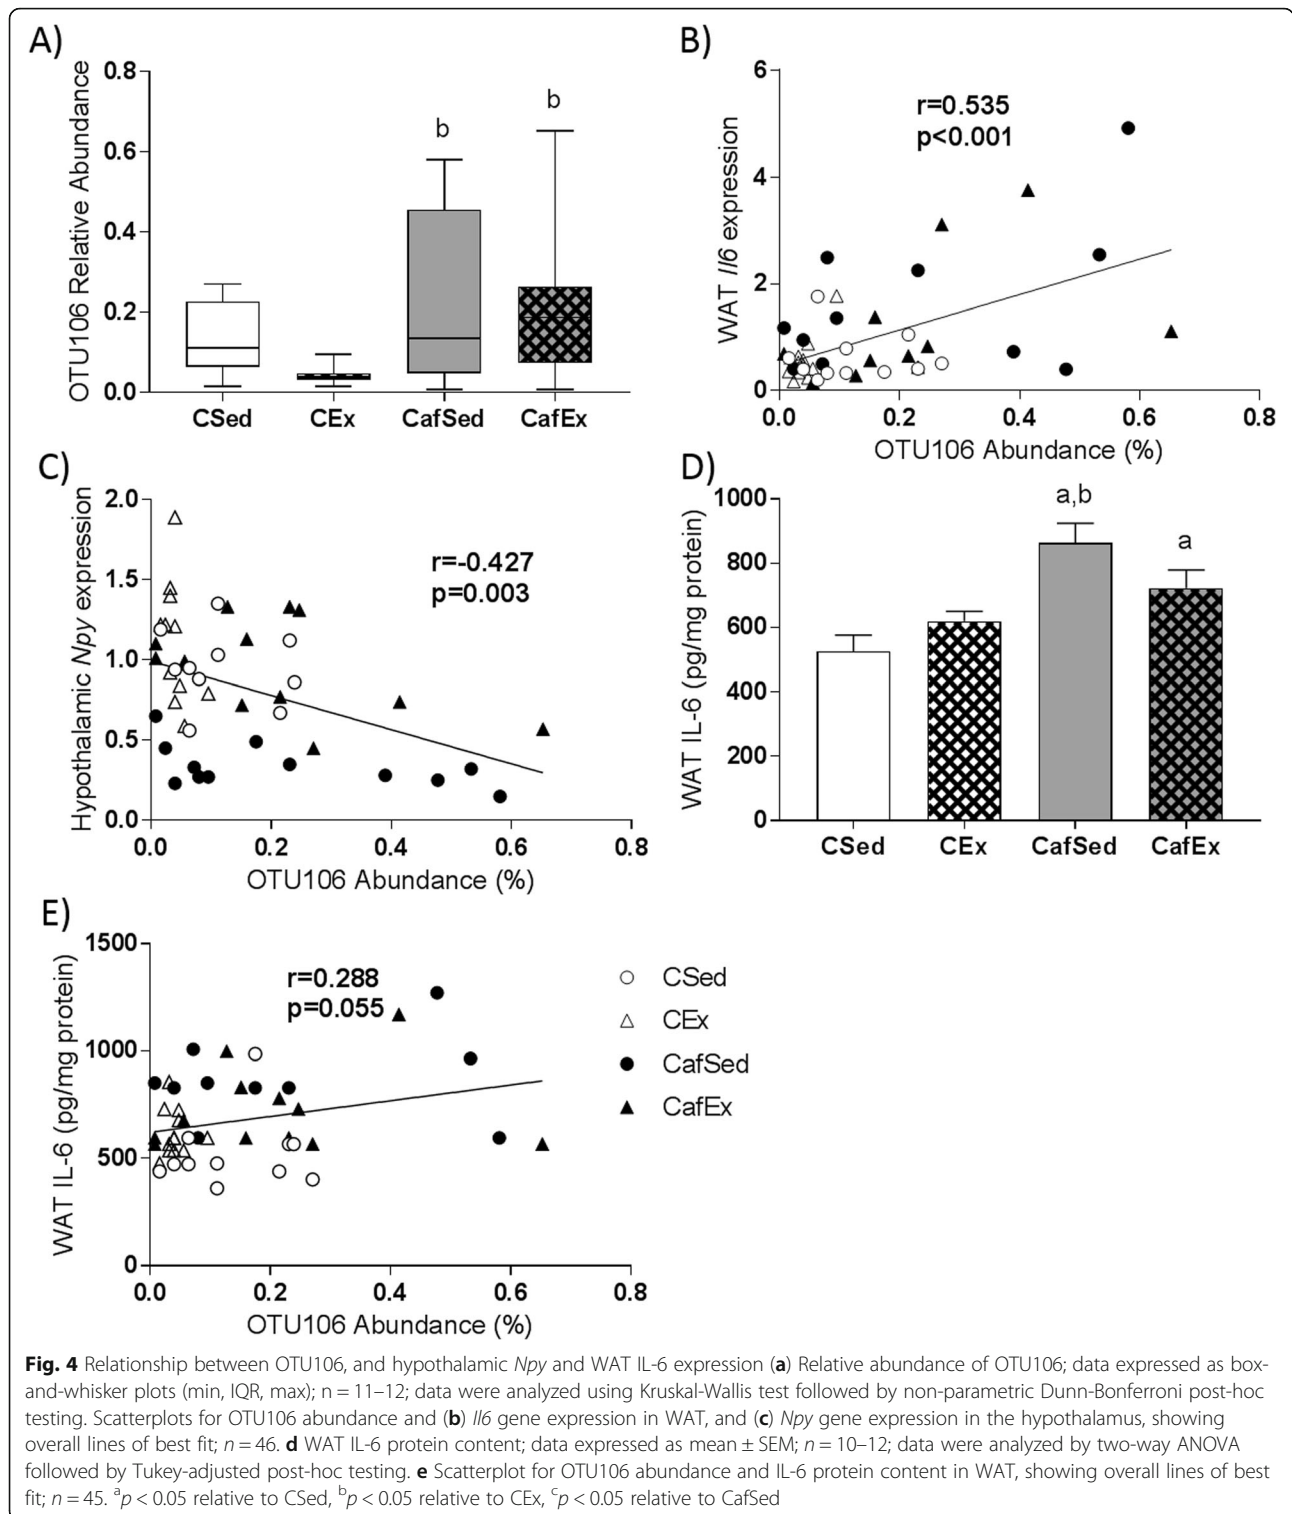 A)
OTU106 Relative Abundance
0.8
0.6
0.4
0.2
0.0
b
b
CSed
CEx
CafSed
CafEx
B)
WAT Il6 expression
6
4
2
0
r=0.535
p<0.001
0.0
0.2
0.4
0.6
0.8
OTU106 Abundance (%)
C)
Hypothalamic Npy expression
2.0
1.5
1.0
0.5
0.0
r=-0.427
p=0.003
0.0
0.2
0.4
0.6
0.8
OTU106 Abundance (%)
D)
WAT IL-6 (pg/mg protein)
1000
800
600
400
200
0
a,b
a
CSed
CEx
CafSed
CafEx
E)
WAT IL-6 (pg/mg protein)
1500
1000
500
0
r=0.288
p=0.055
0.0
0.2
0.4
0.6
0.8
OTU106 Abundance (%)
CSed
CEx
CafSed
CafEx
Fig. 4 Relationship between OTU106, and hypothalamic Npy and WAT IL-6 expression (a) Relative abundance of OTU106; data expressed as box-
and-whisker plots (min, IQR, max); n = 11–12; data were analyzed using Kruskal-Wallis test followed by non-parametric Dunn-Bonferroni post-hoc
testing. Scatterplots for OTU106 abundance and (b) Il6 gene expression in WAT, and (c) Npy gene expression in the hypothalamus, showing
overall lines of best fit; n = 46. d WAT IL-6 protein content; data expressed as mean ± SEM; n = 10–12; data were analyzed by two-way ANOVA
followed by Tukey-adjusted post-hoc testing. e Scatterplot for OTU106 abundance and IL-6 protein content in WAT, showing overall lines of best
fit; n = 45. ᵃp < 0.05 relative to CSed, ᵇp < 0.05 relative to CEx, ᶜp < 0.05 relative to CafSed